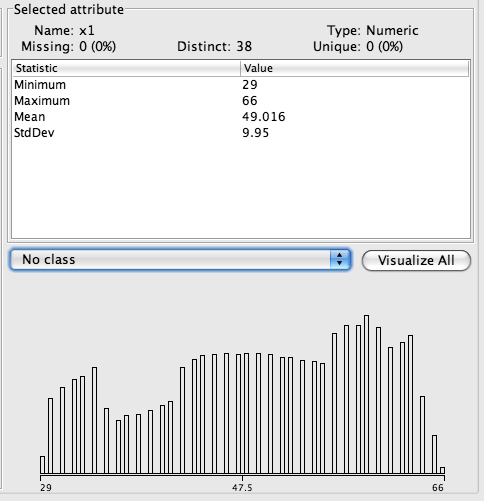 Selected attribute
Name: x1 Type: Numeric
Missing: 0 (0%) Distinct: 38 Unique: 0 (0%)
Statistic Value
Minimum 29
Maximum 66
Mean 49.016
StdDev 9.95
No class Visualize All
29 47.5 66